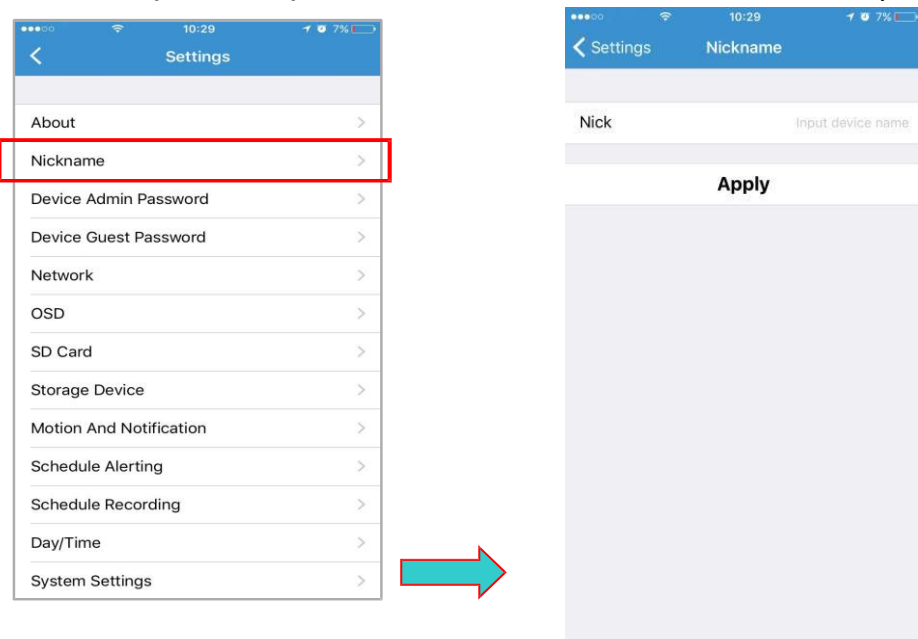 10:29
7%
Settings
About
Nickname
Device Admin Password
Device Guest Password
Network
OSD
SD Card
Storage Device
Motion And Notification
Schedule Alerting
Schedule Recording
Day/Time
System Settings
10:29
7%
Settings
Nickname
Nick
Input device name
Apply